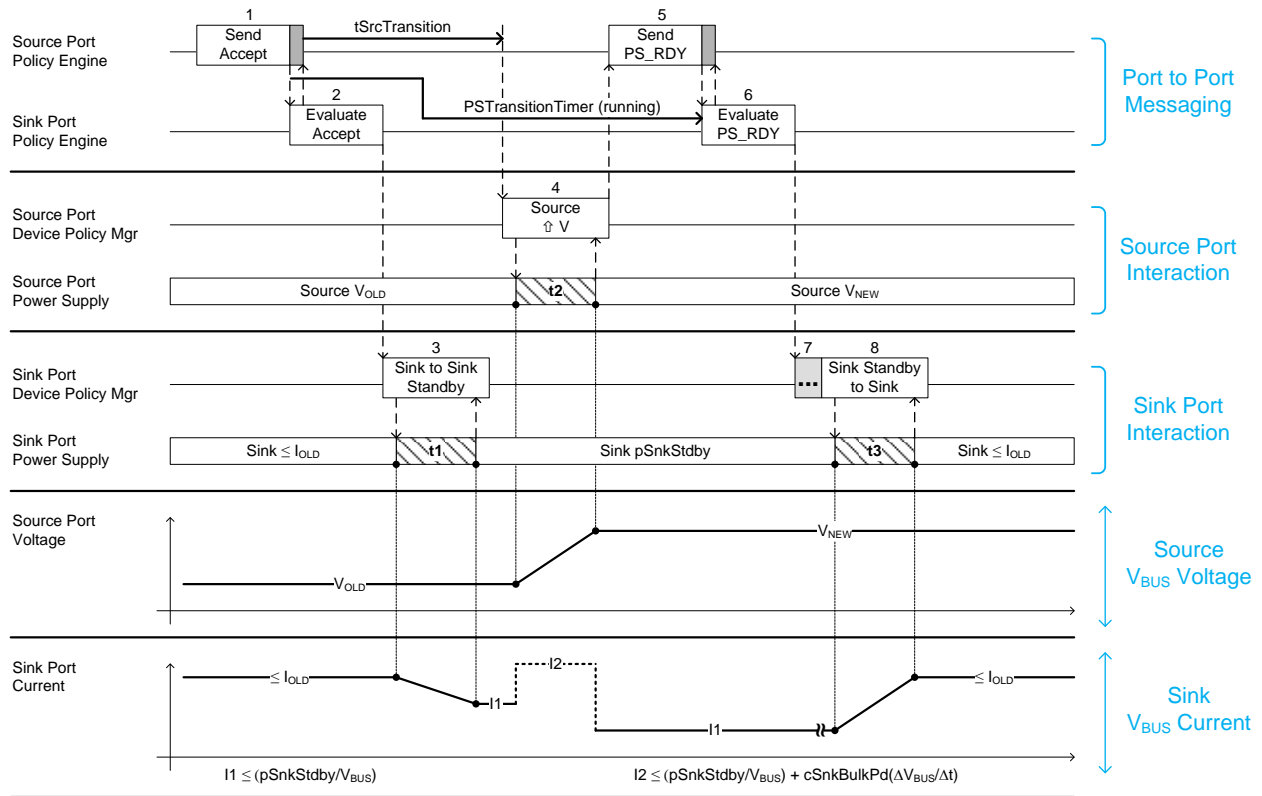 1
5
Source Port
Policy Engine
Send
Accept
tSrcTransition
Send
PS_RDY
Port to Port
Messaging
2
6
Sink Port
Policy Engine
Evaluate
Accept
PSTransitionTimer (running)
Evaluate
PS_RDY
4
Source Port
Device Policy Mgr
Source
⇧ V
Source Port
Interaction
Source Port
Power Supply
Source VOLD
t2
Source VNEW
3
7
8
Sink Port
Device Policy Mgr
Sink to Sink
Standby
...
Sink Standby
to Sink
Sink Port
Interaction
Sink Port
Power Supply
Sink ≤ IOLD
t1
Sink pSnkStdby
t3
Sink ≤ IOLD
Source Port
Voltage
VOLD
VNEW
Source
VBUS Voltage
Sink Port
Current
≤ IOLD
I1
I2
I1
≤ IOLD
Sink
VBUS Current
I1 ≤ (pSnkStdby/VBUS)
I2 ≤ (pSnkStdby/VBUS) + cSnkBulkPd(ΔVBUS/Δt)